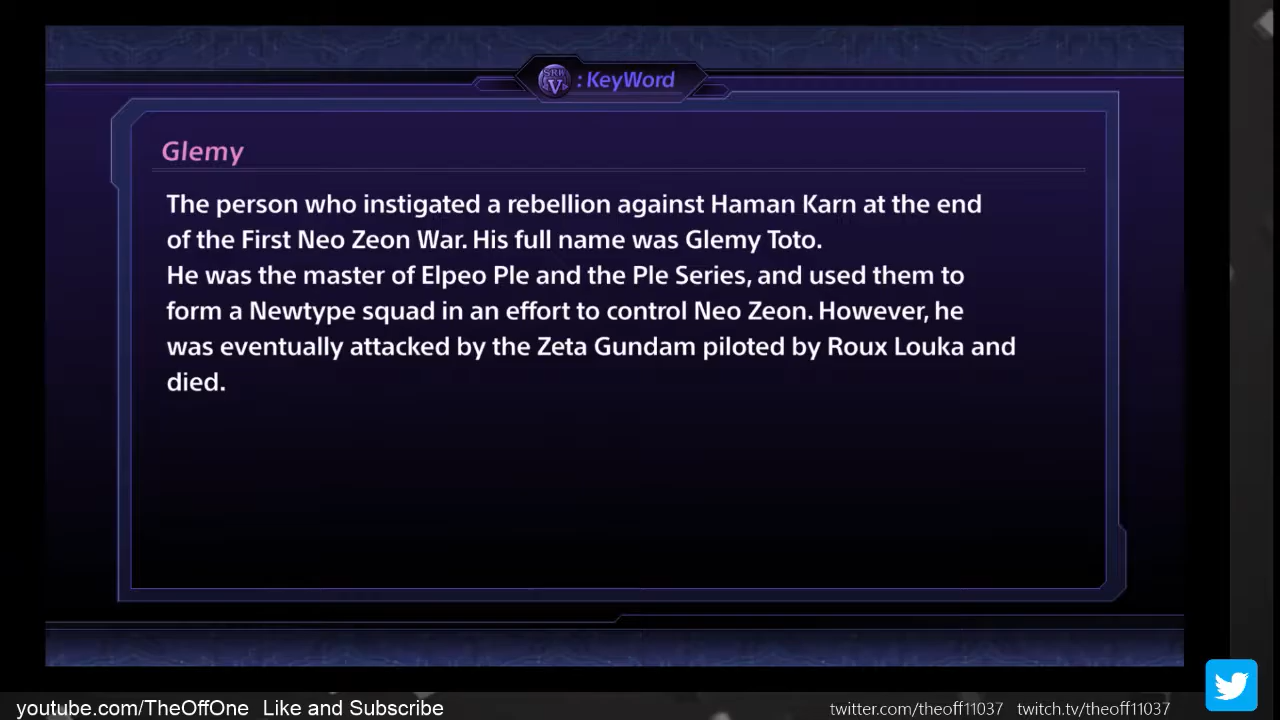 SRW
V : KeyWord
Glemy
The person who instigated a rebellion against Haman Karn at the end
of the First Neo Zeon War. His full name was Glemy Toto.
He was the master of Elpeo Ple and the Ple Series, and used them to
form a Newtype squad in an effort to control Neo Zeon. However, he
was eventually attacked by the Zeta Gundam piloted by Roux Louka and
died.
youtube.com/TheOffOne Like and Subscribe
twitter.com/theoff11037 twitch.tv/theoff11037